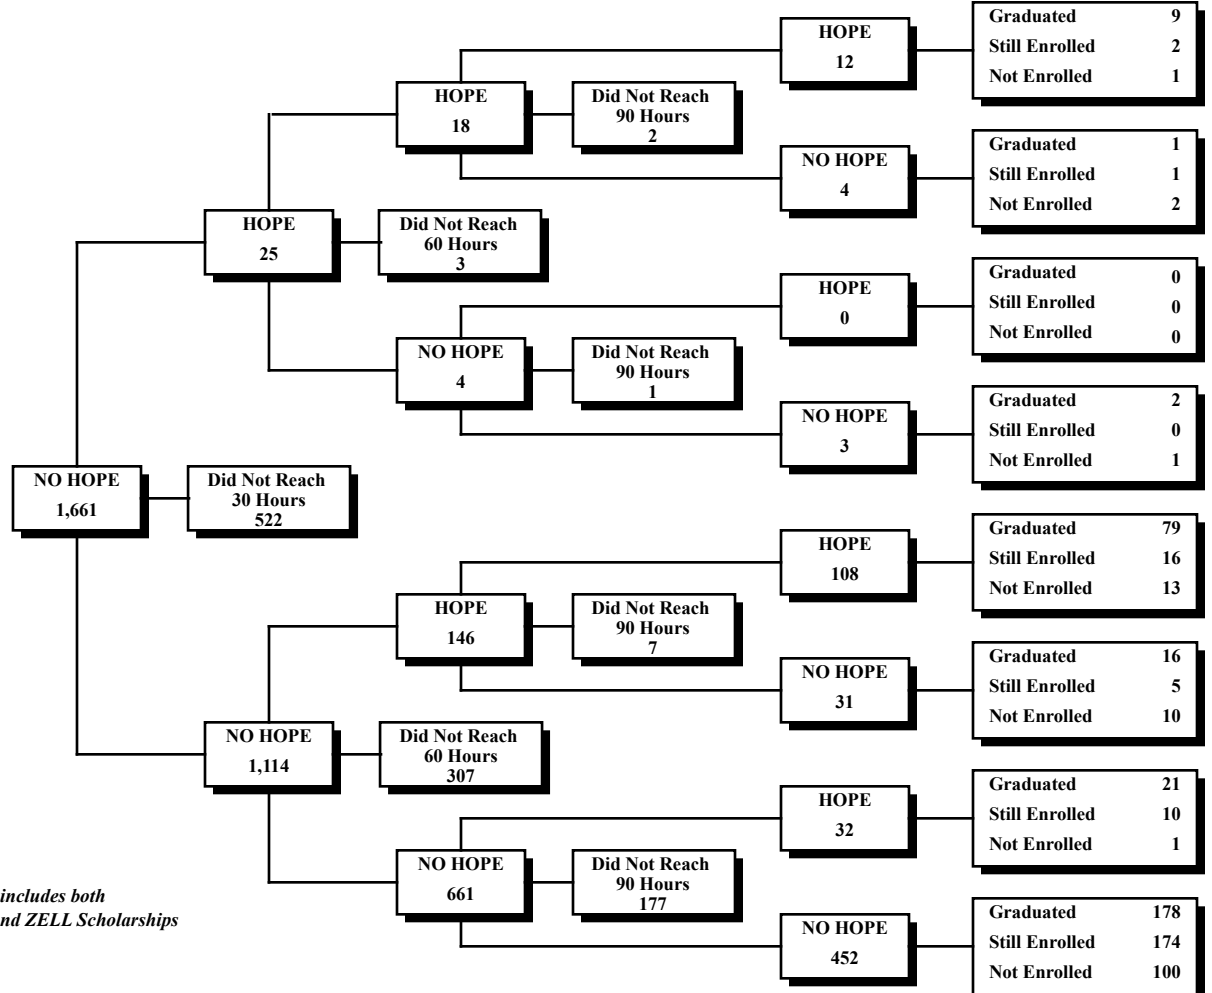 HOPE
12
Graduated 9
Still Enrolled 2
Not Enrolled 1
HOPE
18
Did Not Reach
90 Hours
2
NO HOPE
4
Graduated 1
Still Enrolled 1
Not Enrolled 2
HOPE
25
Did Not Reach
60 Hours
3
HOPE
0
Graduated 0
Still Enrolled 0
Not Enrolled 0
NO HOPE
4
Did Not Reach
90 Hours
1
NO HOPE
3
Graduated 2
Still Enrolled 0
Not Enrolled 1
NO HOPE
1,661
Did Not Reach
30 Hours
522
HOPE
108
Graduated 79
Still Enrolled 16
Not Enrolled 13
HOPE
146
Did Not Reach
90 Hours
7
NO HOPE
31
Graduated 16
Still Enrolled 5
Not Enrolled 10
NO HOPE
1,114
Did Not Reach
60 Hours
307
HOPE
32
Graduated 21
Still Enrolled 10
Not Enrolled 1
NO HOPE
661
Did Not Reach
90 Hours
177
NO HOPE
452
Graduated 178
Still Enrolled 174
Not Enrolled 100
includes both
nd ZELL Scholarships